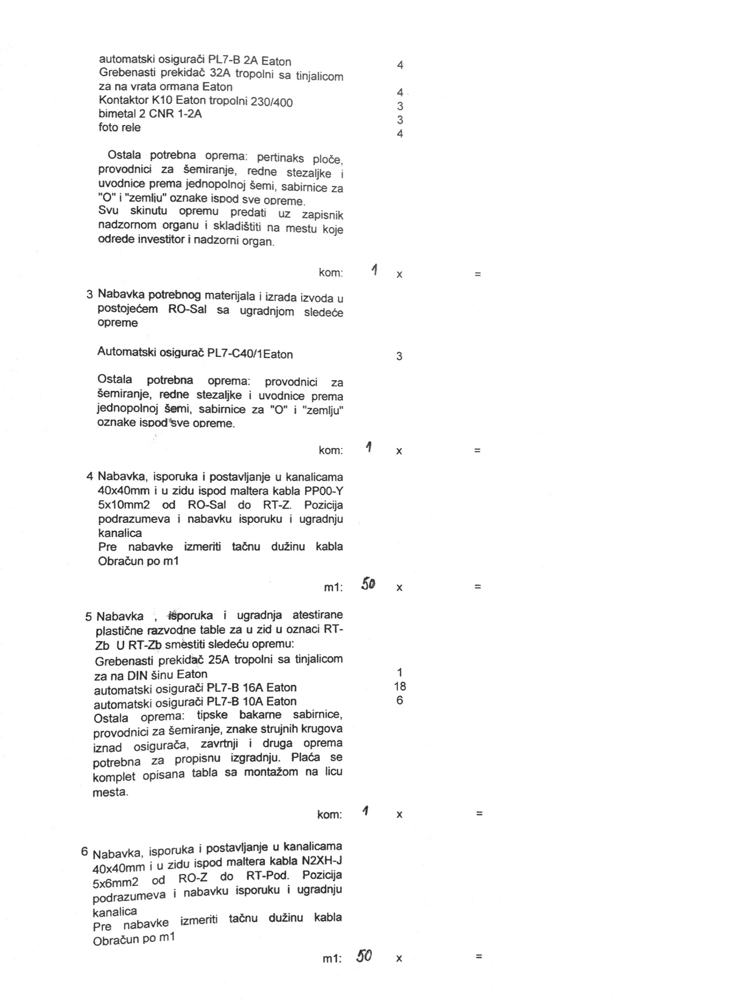 automatski osigurači PL7-B 2A Eaton 4
Grebenasti prekidač 32A tropolni sa tinjalicom
za na vrata ormana Eaton 4
Kontaktor K10 Eaton tropolni 230/400 3
bimetal 2 CNR 1-2A 3
foto rele 4
Ostala potrebna oprema: pertinaks ploče,
provodnici za šemiranje, redne stezaljke i
uvodnice prema jednopolnoj šemi, sabirnice za
"O" i "zemlju" oznake ispod sve opreme.
Svu skinutu opremu predati uz zapisnik
nadzornom organu i skladištiti na mestu koje
odrede investitor i nadzorni organ.
kom: 1 x =
3 Nabavka potrebnog materijala i izrada izvoda u
postojećem RO-Sal sa ugradnjom sledeće
opreme
Automatski osigurač PL7-C40/1Eaton 3
Ostala potrebna oprema: provodnici za
šemiranje, redne stezaljke i uvodnice prema
jednopolnoj šemi, sabirnice za "O" i "zemlju"
oznake ispod sve opreme.
kom: 1 x =
4 Nabavka, isporuka i postavljanje u kanalicama
40x40mm i u zidu ispod maltera kabla PP00-Y
5x10mm2 od RO-Sal do RT-Z. Pozicija
podrazumeva i nabavku isporuku i ugradnju
kanalica
Pre nabavke izmeriti tačnu dužinu kabla
Obračun po m1
m1: 50 x =
5 Nabavka , isporuka i ugradnja atestirane
plastične razvodne table za u zid u oznaci RT-
Zb U RT-Zb smestiti sledeću opremu:
Grebenasti prekidač 25A tropolni sa tinjalicom
za na DIN šinu Eaton 1
automatski osigurači PL7-B 16A Eaton 18
automatski osigurači PL7-B 10A Eaton 6
Ostala oprema: tipske bakarne sabirnice,
provodnici za šemiranje, znake strujnih krugova
iznad osigurača, zavrtnji i druga oprema
potrebna za propisnu izgradnju. Plaća se
komplet opisana tabla sa montažom na licu
mesta.
kom: 1 x =
6 Nabavka, isporuka i postavljanje u kanalicama
40x40mm i u zidu ispod maltera kabla N2XH-J
5x6mm2 od RO-Z do RT-Pod. Pozicija
podrazumeva i nabavku isporuku i ugradnju
kanalica
Pre nabavke izmeriti tačnu dužinu kabla
Obračun po m1
m1: 50 x =